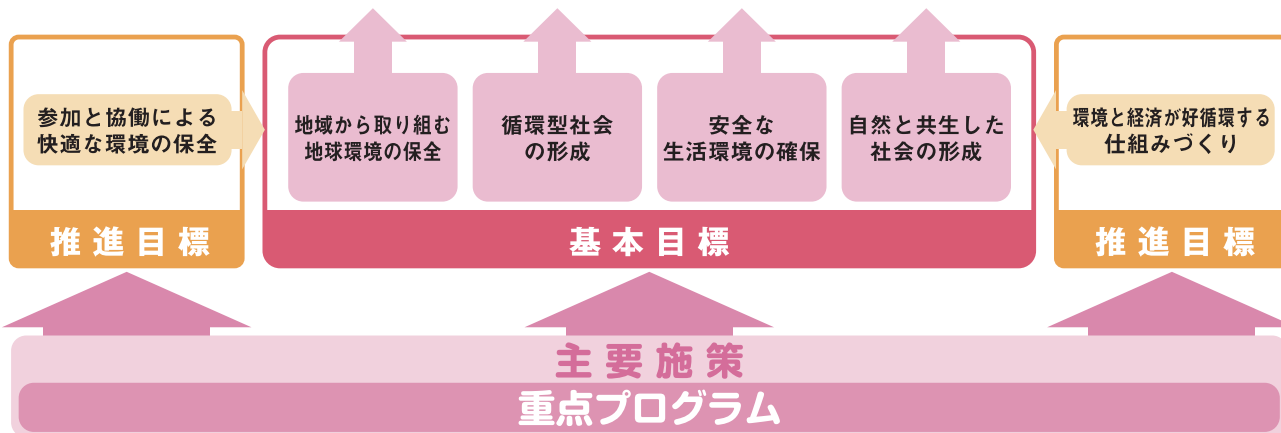 参加と協働による
快適な環境の保全
地域から取り組む
地球環境の保全
循環型社会
の形成
安全な
生活環境の確保
自然と共生した
社会の形成
環境と経済が好循環する
仕組みづくり
推進目標
基本目標
推進目標
主要施策
重点プログラム